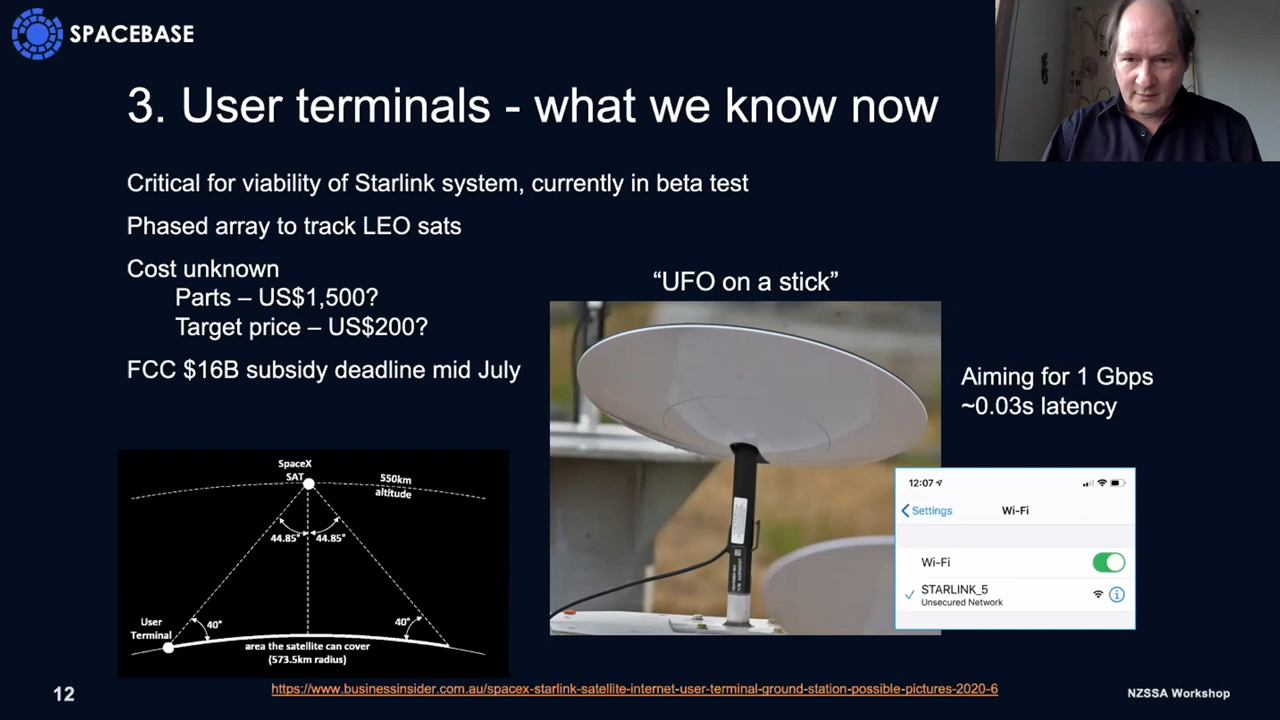 SPACEBASE
3. User terminals - what we know now
Critical for viability of Starlink system, currently in beta test
Phased array to track LEO sats
Cost unknown
Parts – US$1,500?
Target price – US$200?
FCC $16B subsidy deadline mid July
“UFO on a stick”
Aiming for 1 Gbps
~0.03s latency
SpaceX
SAT
550km
altitude
44.85°
44.85°
User
Terminal
40°
40°
area the satellite can cover
(573.5km radius)
12:07
Settings
Wi-Fi
Wi-Fi
STARLINK_5
Unsecured Network
12
https://www.businessinsider.com.au/spacex-starlink-satellite-internet-user-terminal-ground-station-possible-pictures-2020-6
NZSSA Workshop